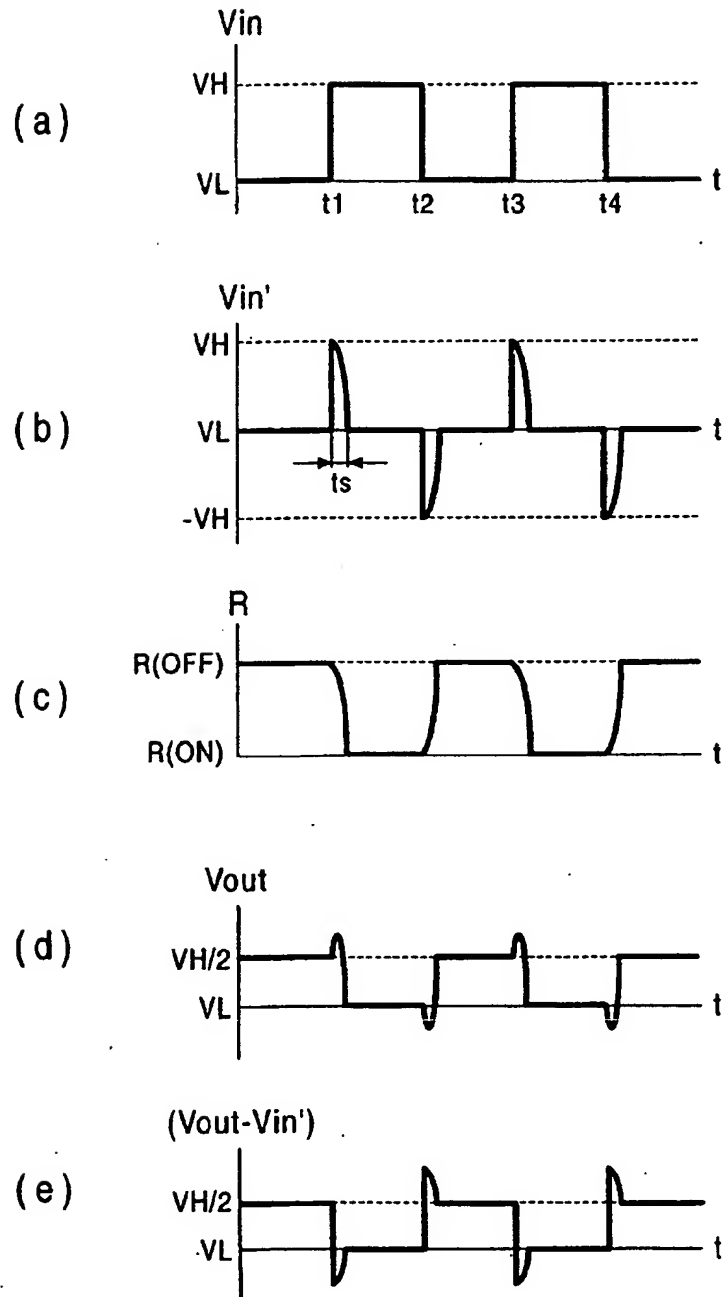 Vin
(a)
VH
VL
t
t1 t2 t3 t4
Vin'
(b)
VH
VL
t
ts
-VH
R
(c)
R(OFF)
R(ON)
t
Vout
(d)
VH/2
VL
t
(Vout-Vin')
(e)
VH/2
VL
t